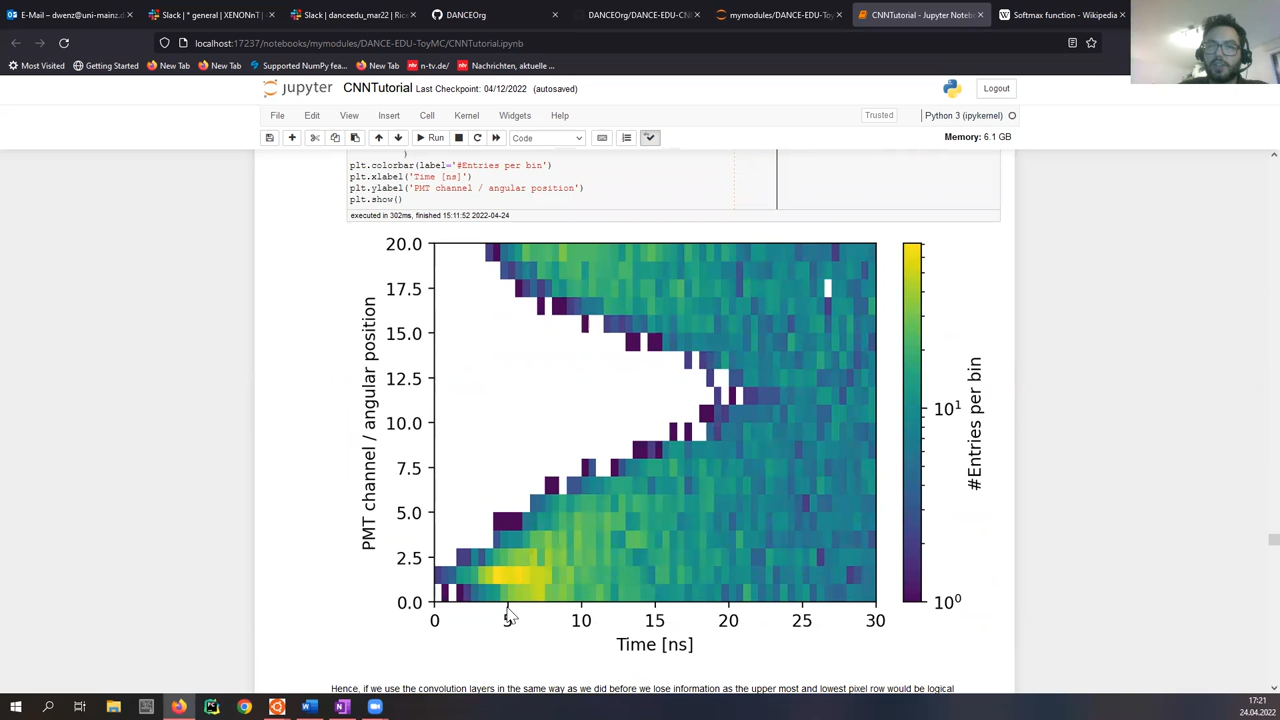 E-Mail – dwenz@uni-mainz.d
Slack | * general | XENONnT |
Slack | danceedu_mar22 | Ric
DANCEOrg
DANCEOrg/DANCE-EDU-CNN
mymodules/DANCE-EDU-Toy
CNNTutorial - Jupyter Noteb
Softmax function - Wikipedia
localhost:17237/notebooks/mymodules/DANCE-EDU-ToyMC/CNNTutorial.ipynb
Most Visited
Getting Started
New Tab
New Tab
Supported NumPy fea...
New Tab
n-tv.de/
Nachrichten, aktuelle ...
jupyter CNNTutorial Last Checkpoint: 04/12/2022 (autosaved)
Logout
File Edit View Insert Cell Kernel Widgets Help
Trusted
Python 3 (ipykernel)
Run
Code
Memory: 6.1 GB
)
plt.colorbar(label='#Entries per bin')
plt.xlabel('Time [ns]')
plt.ylabel('PMT channel / angular position')
plt.show()
executed in 302ms, finished 15:11:52 2022-04-24
20.0
17.5
15.0
12.5
10.0
7.5
5.0
2.5
0.0
PMT channel / angular position
0 5 10 15 20 25 30
Time [ns]
10¹
10⁰
#Entries per bin
Hence, if we use the convolution layers in the same way as we did before we lose information as the upper most and lowest pixel row would be logical
17:21
24.04.2022